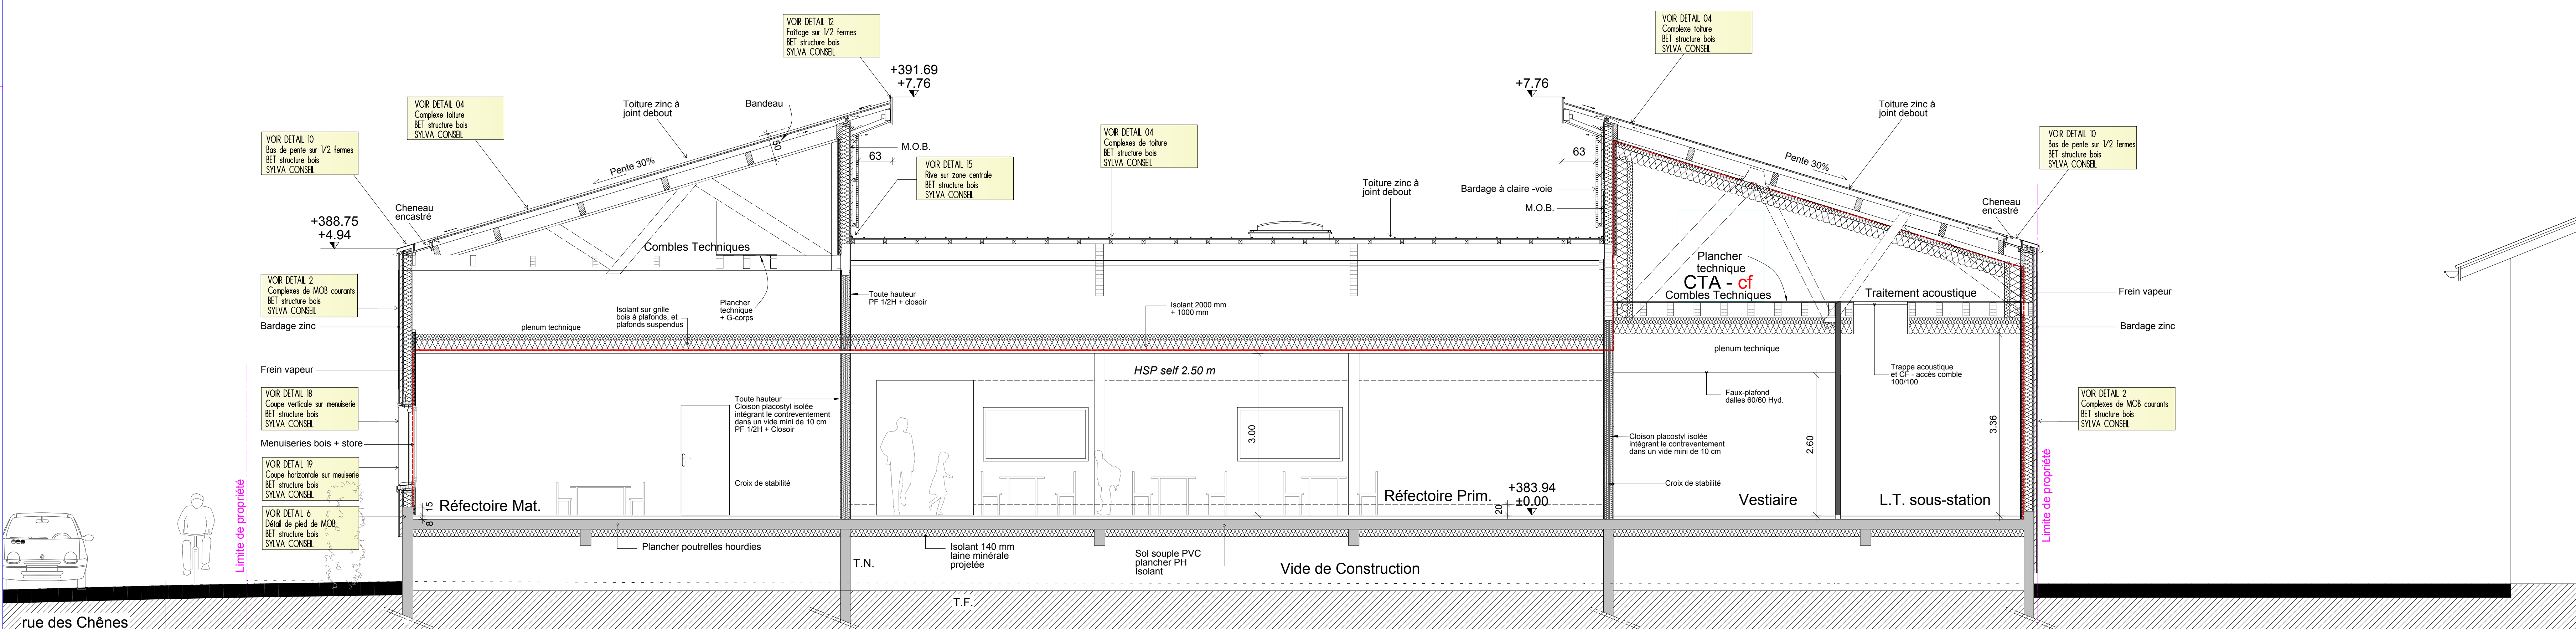 VOIR DETAIL 12
Faîtage sur 1/2 fermes
BET structure bois
SYLVA CONSEIL
VOIR DETAIL 04
Complexe toiture
BET structure bois
SYLVA CONSEIL
+391.69
+7.76
+7.76
VOIR DETAIL 04
Complexe toiture
BET structure bois
SYLVA CONSEIL
Toiture zinc à
joint debout
Bandeau
Toiture zinc à
joint debout
VOIR DETAIL 10
Bas de pente sur 1/2 fermes
BET structure bois
SYLVA CONSEIL
50
Pente 30%
M.O.B.
63
VOIR DETAIL 15
Rive sur zone centrale
BET structure bois
SYLVA CONSEIL
VOIR DETAIL 04
Complexes de toiture
BET structure bois
SYLVA CONSEIL
63
Pente 30%
VOIR DETAIL 10
Bas de pente sur 1/2 fermes
BET structure bois
SYLVA CONSEIL
Toiture zinc à
joint debout
Bardage à claire -voie
M.O.B.
Cheneau
encastré
Cheneau
encastré
+388.75
+4.94
Combles Techniques
Plancher
technique
CTA - cf
Combles Techniques
Traitement acoustique
VOIR DETAIL 2
Complexes de MOB courants
BET structure bois
SYLVA CONSEIL
Bardage zinc
Isolant sur grille
bois à plafonds, et
plafonds suspendus
plenum technique
Plancher
technique
+ G-corps
Toute hauteur
PF 1/2H + closoir
Isolant 2000 mm
+ 1000 mm
Frein vapeur
Bardage zinc
plenum technique
Frein vapeur
HSP self 2.50 m
Trappe acoustique
et CF - accès comble
100/100
VOIR DETAIL 18
Coupe verticale sur menuiserie
BET structure bois
SYLVA CONSEIL
Toute hauteur
Cloison placostyl isolée
intégrant le contreventement
dans un vide mini de 10 cm
PF 1/2H + Closoir
Faux-plafond
dalles 60/60 Hyd.
VOIR DETAIL 2
Complexes de MOB courants
BET structure bois
SYLVA CONSEIL
Menuiseries bois + store
3.00
2.60
3.36
Cloison placostyl isolée
intégrant le contreventement
dans un vide mini de 10 cm
VOIR DETAIL 19
Coupe horizontale sur meuiserie
BET structure bois
SYLVA CONSEIL
Croix de stabilité
Croix de stabilité
Limite de propriété
Limite de propriété
Réfectoire Mat.
Réfectoire Prim.
+383.94
±0.00
20
Vestiaire
L.T. sous-station
15
8
VOIR DETAIL 6
Détail de pied de MOB
BET structure bois
SYLVA CONSEIL
Plancher poutrelles hourdies
T.N.
Isolant 140 mm
laine minérale
projetée
Sol souple PVC
plancher PH
Isolant
Vide de Construction
T.F.
rue des Chênes